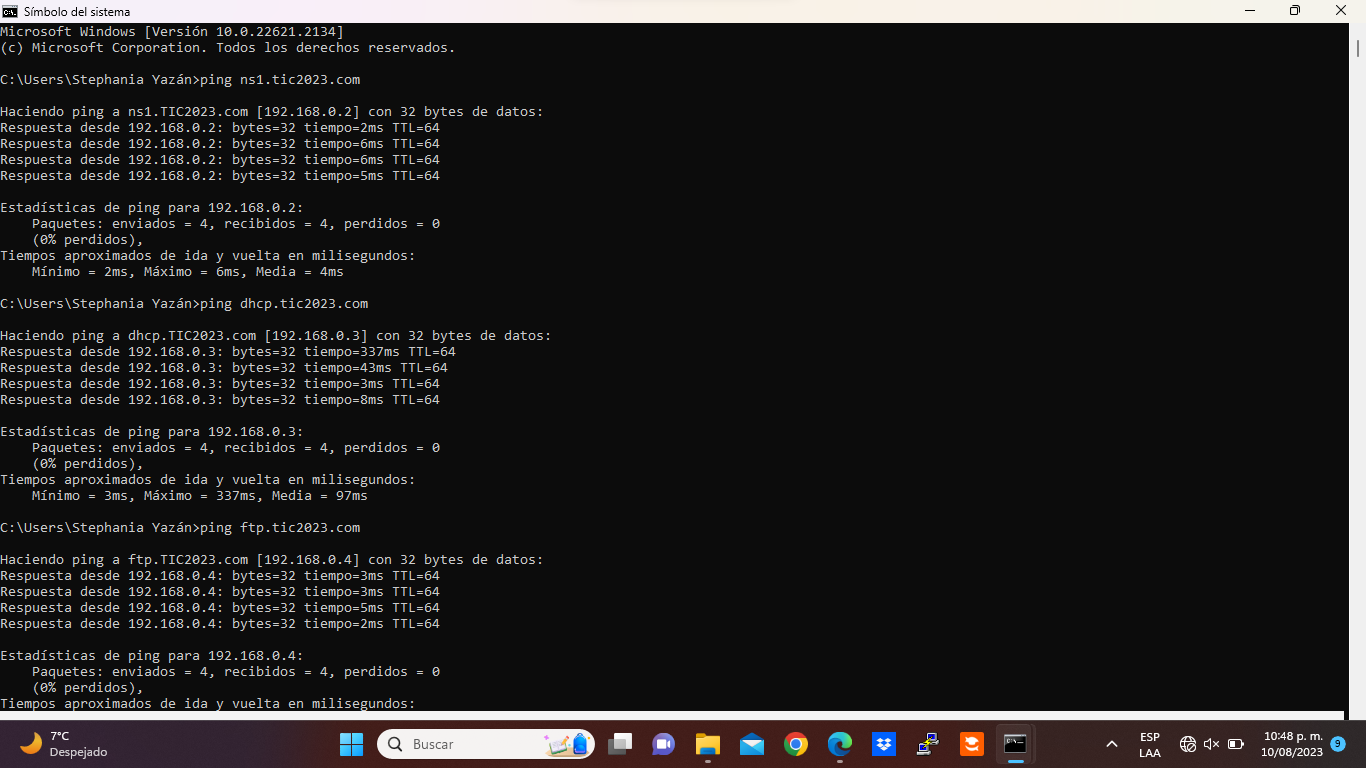 Símbolo del sistema
Microsoft Windows [Versión 10.0.22621.2134]
(c) Microsoft Corporation. Todos los derechos reservados.
C:\Users\Stephania Yazán>ping ns1.tic2023.com
Haciendo ping a ns1.TIC2023.com [192.168.0.2] con 32 bytes de datos:
Respuesta desde 192.168.0.2: bytes=32 tiempo=2ms TTL=64
Respuesta desde 192.168.0.2: bytes=32 tiempo=6ms TTL=64
Respuesta desde 192.168.0.2: bytes=32 tiempo=6ms TTL=64
Respuesta desde 192.168.0.2: bytes=32 tiempo=5ms TTL=64
Estadísticas de ping para 192.168.0.2:
    Paquetes: enviados = 4, recibidos = 4, perdidos = 0
    (0% perdidos),
Tiempos aproximados de ida y vuelta en milisegundos:
    Mínimo = 2ms, Máximo = 6ms, Media = 4ms
C:\Users\Stephania Yazán>ping dhcp.tic2023.com
Haciendo ping a dhcp.TIC2023.com [192.168.0.3] con 32 bytes de datos:
Respuesta desde 192.168.0.3: bytes=32 tiempo=337ms TTL=64
Respuesta desde 192.168.0.3: bytes=32 tiempo=43ms TTL=64
Respuesta desde 192.168.0.3: bytes=32 tiempo=3ms TTL=64
Respuesta desde 192.168.0.3: bytes=32 tiempo=8ms TTL=64
Estadísticas de ping para 192.168.0.3:
    Paquetes: enviados = 4, recibidos = 4, perdidos = 0
    (0% perdidos),
Tiempos aproximados de ida y vuelta en milisegundos:
    Mínimo = 3ms, Máximo = 337ms, Media = 97ms
C:\Users\Stephania Yazán>ping ftp.tic2023.com
Haciendo ping a ftp.TIC2023.com [192.168.0.4] con 32 bytes de datos:
Respuesta desde 192.168.0.4: bytes=32 tiempo=3ms TTL=64
Respuesta desde 192.168.0.4: bytes=32 tiempo=3ms TTL=64
Respuesta desde 192.168.0.4: bytes=32 tiempo=5ms TTL=64
Respuesta desde 192.168.0.4: bytes=32 tiempo=2ms TTL=64
Estadísticas de ping para 192.168.0.4:
    Paquetes: enviados = 4, recibidos = 4, perdidos = 0
    (0% perdidos),
Tiempos aproximados de ida y vuelta en milisegundos:
7°C
Despejado
Buscar
ESP
LAA
10:48 p. m.
10/08/2023
9